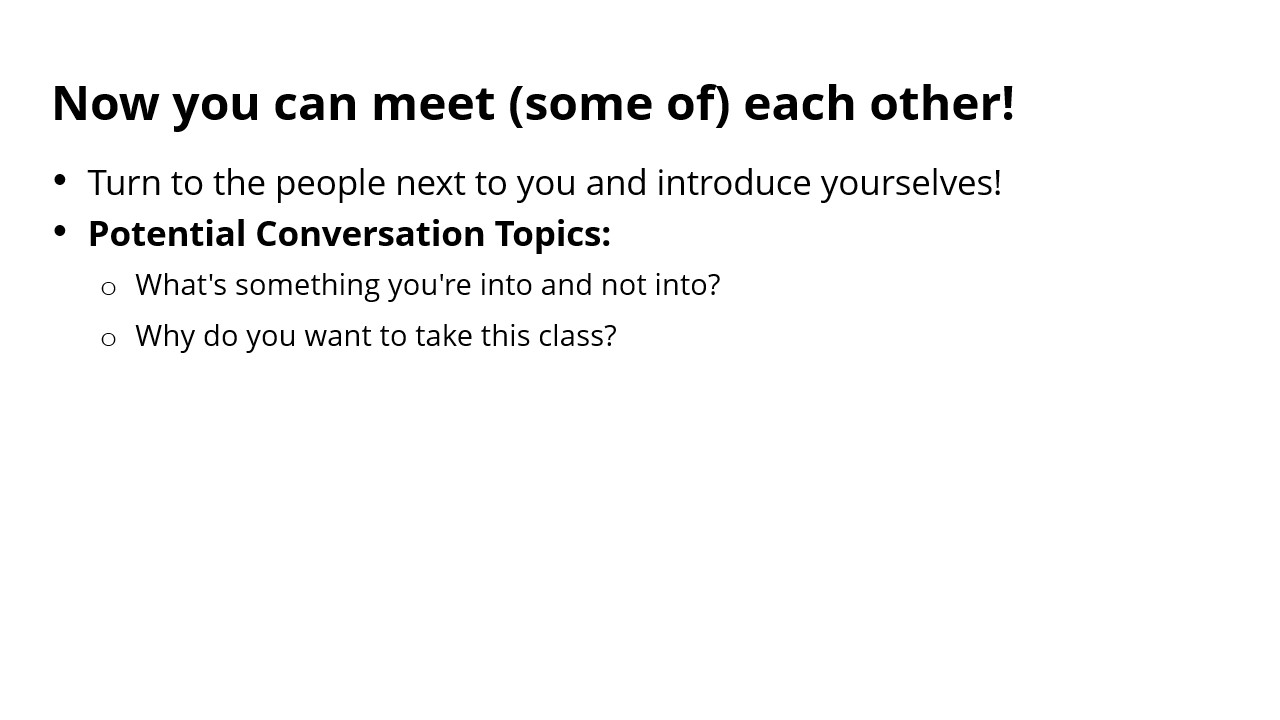 Now you can meet (some of) each other!
• Turn to the people next to you and introduce yourselves!
• Potential Conversation Topics:
○ What's something you're into and not into?
○ Why do you want to take this class?